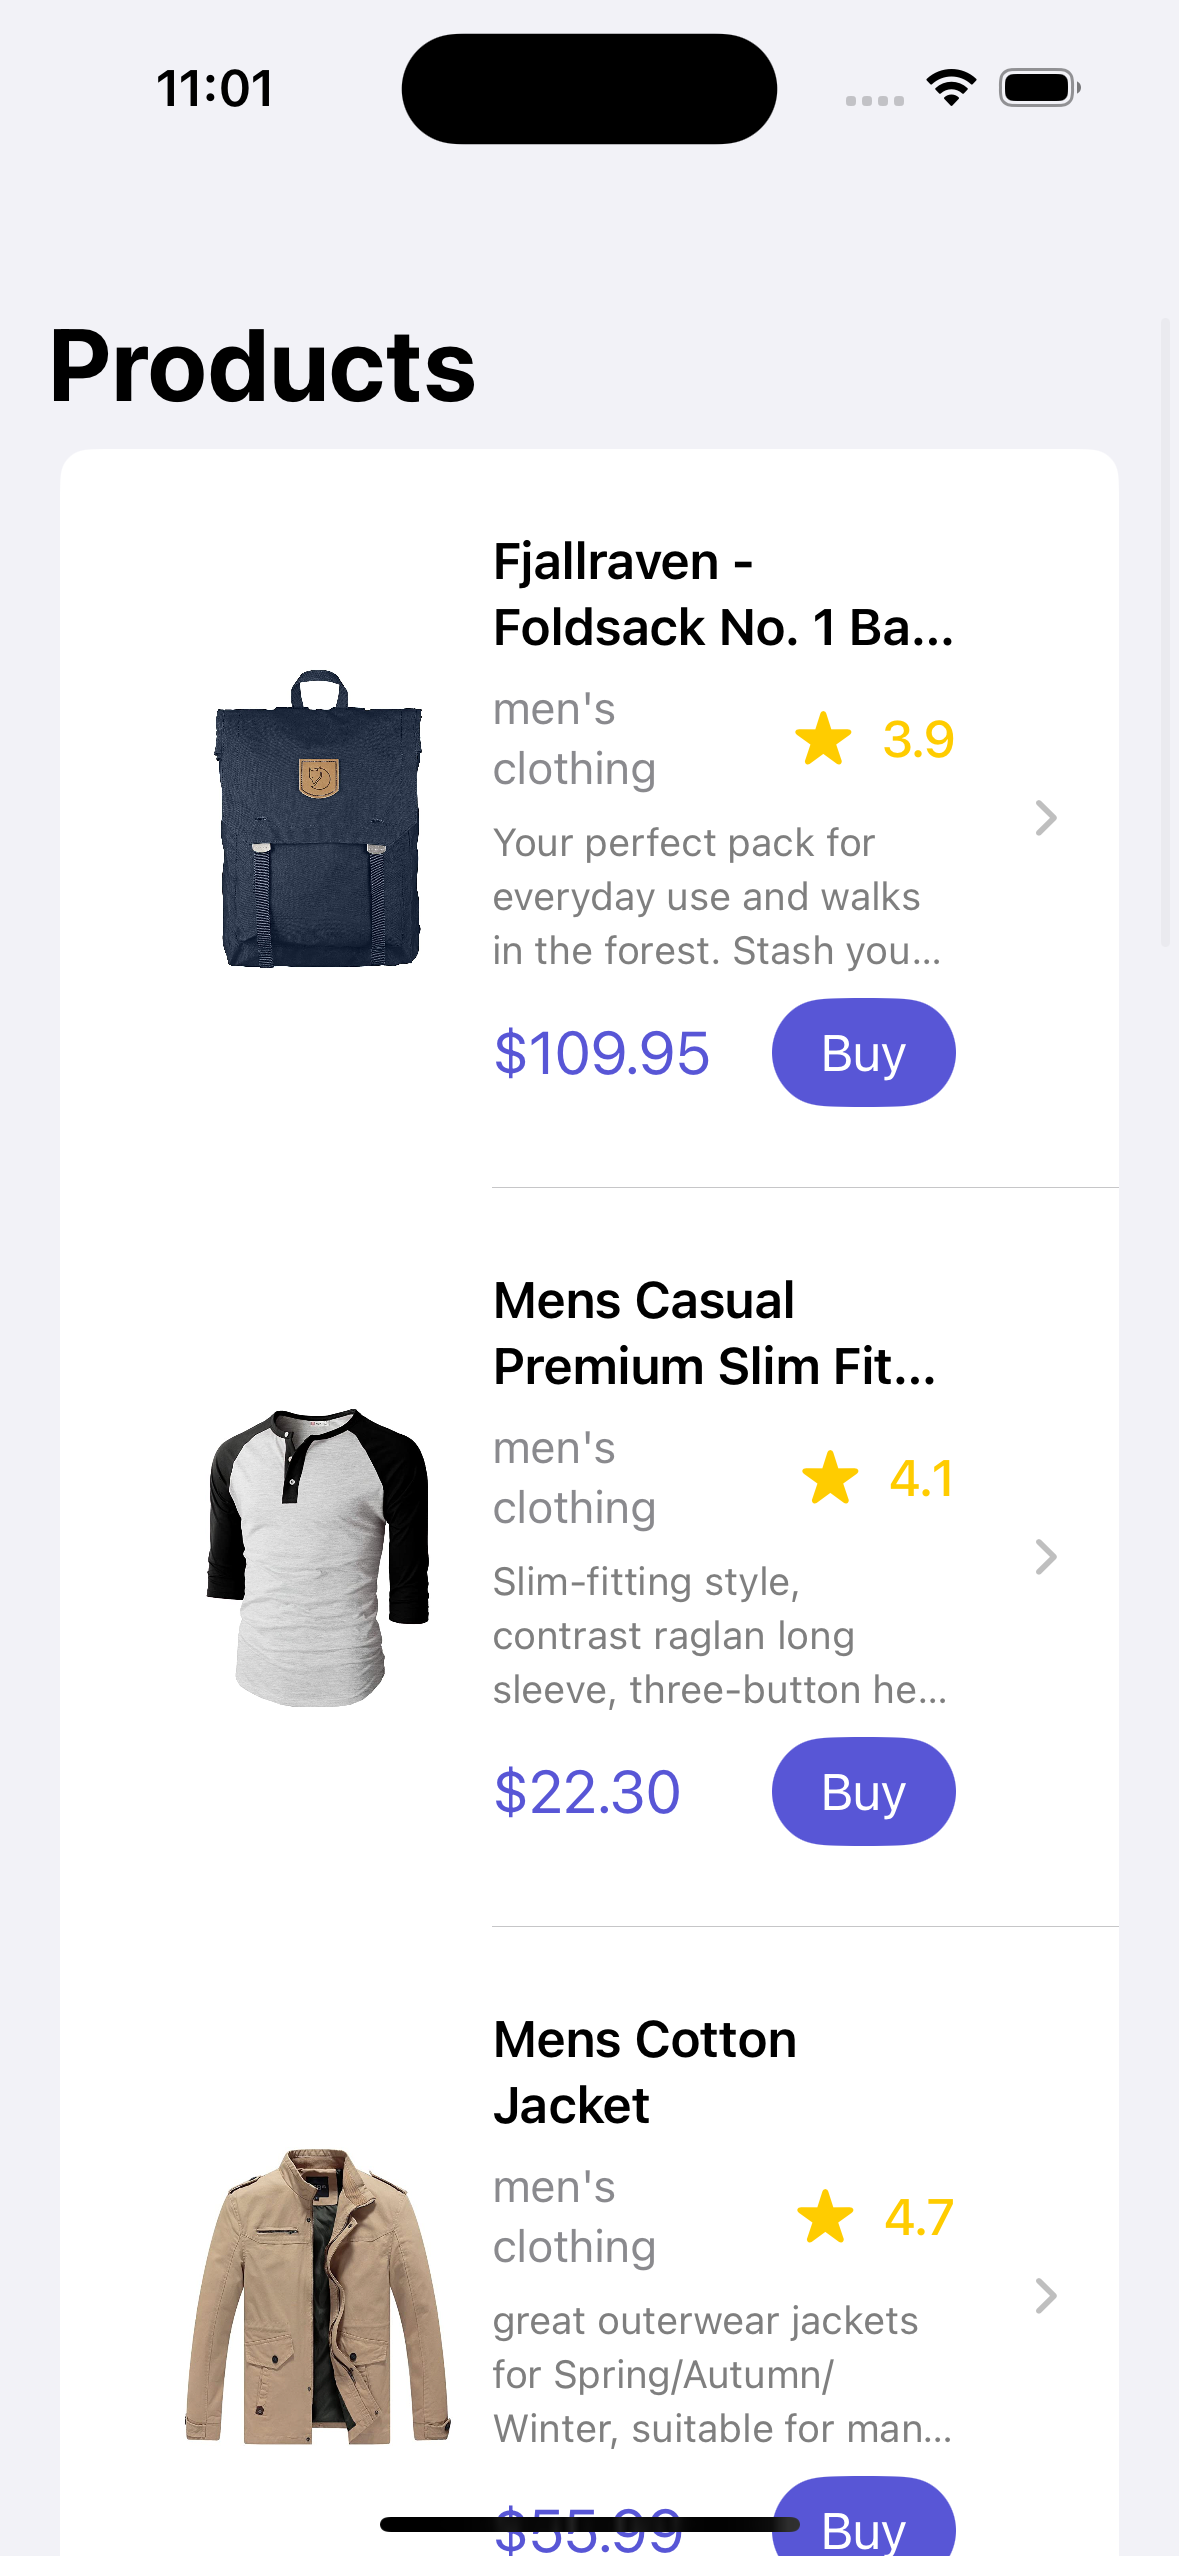 11:01
Products
Fjallraven -
Foldsack No. 1 Ba...
men's
clothing
3.9
Your perfect pack for
everyday use and walks
in the forest. Stash you...
$109.95
Buy
Mens Casual
Premium Slim Fit...
men's
clothing
4.1
Slim-fitting style,
contrast raglan long
sleeve, three-button he...
$22.30
Buy
Mens Cotton
Jacket
men's
clothing
4.7
great outerwear jackets
for Spring/Autumn/
Winter, suitable for man...
$55.99
Buy